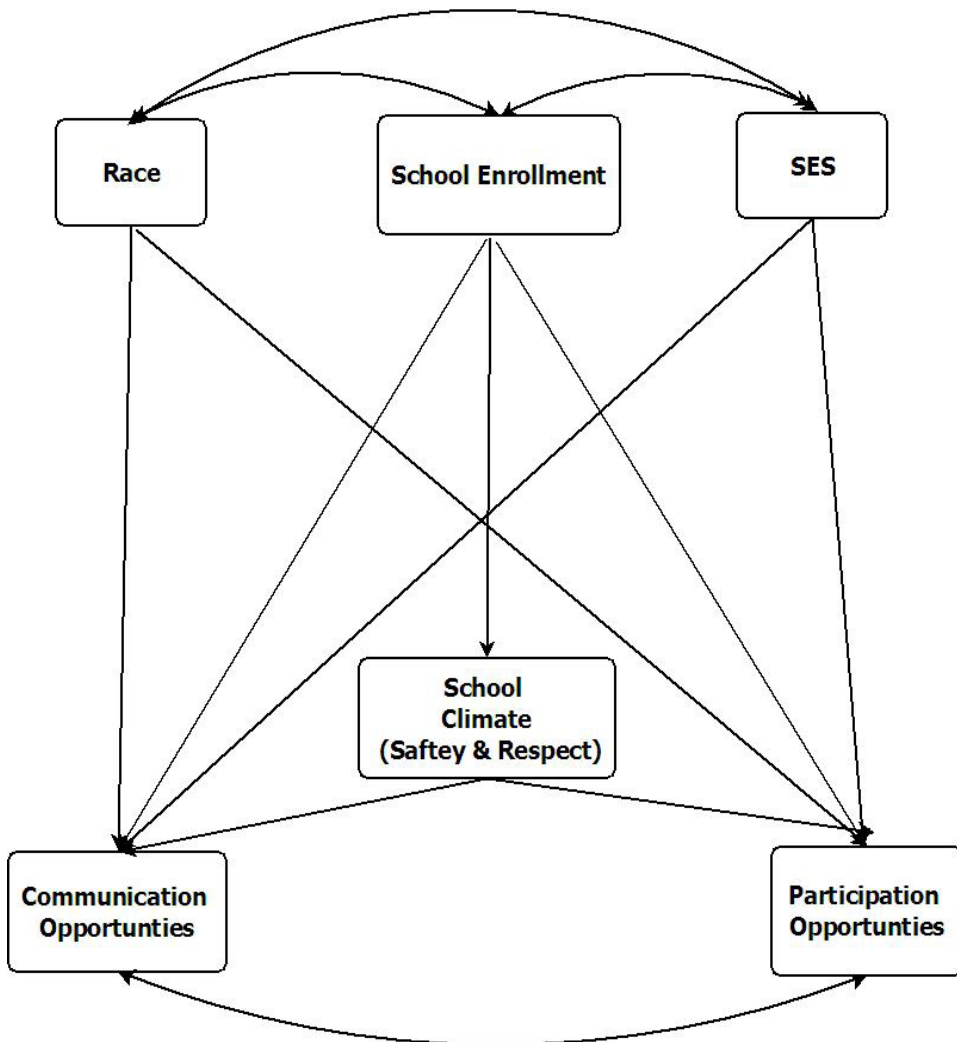 Race
School Enrollment
SES
School
Climate
(Saftey & Respect)
Communication
Opportunties
Participation
Opportunties